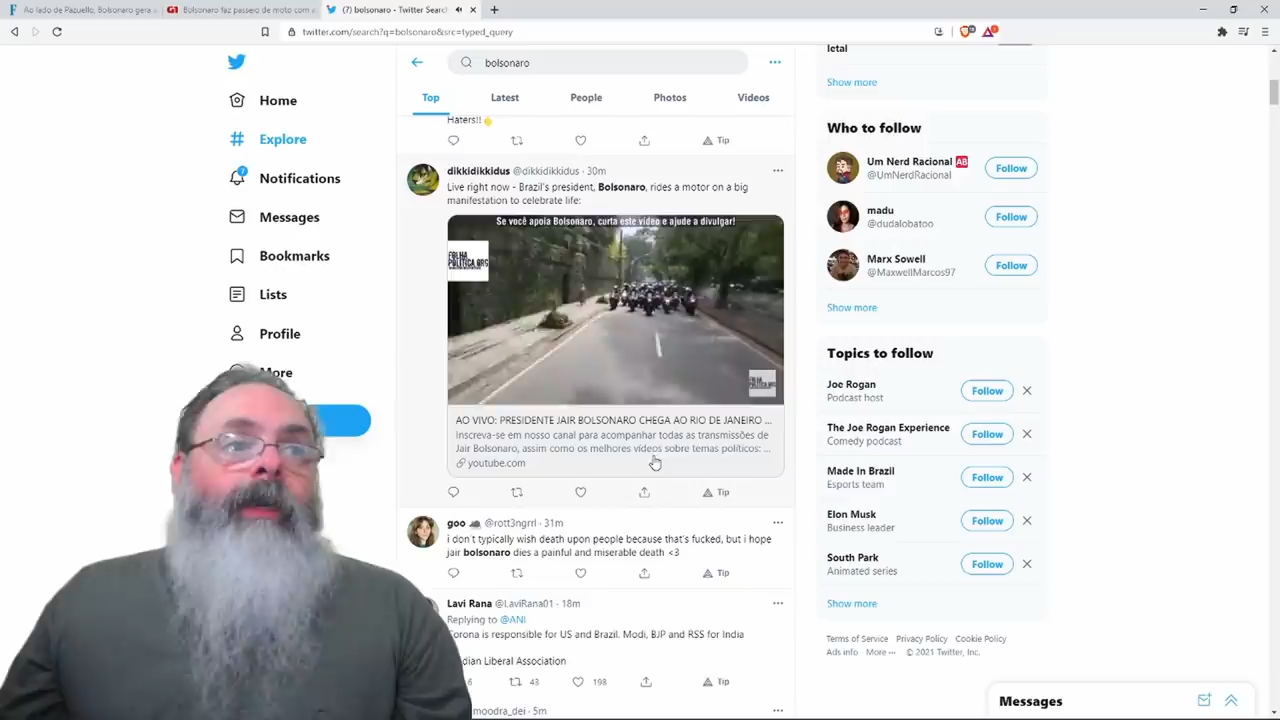 Ao lado de Pazuello, Bolsonaro gera a
G1 Bolsonaro faz passeio de moto com a
(7) bolsonaro - Twitter Search
twitter.com/search?q=bolsonaro&src=typed_query
Home
Explore
7
Notifications
Messages
Bookmarks
Lists
Profile
More
bolsonaro
Top
Latest
People
Photos
Videos
Haters!!
Tip
dikkidikkidus @dikkidikkidus · 30m
Live right now - Brazil's president, Bolsonaro, rides a motor on a big
manifestation to celebrate life:
Se você apoia Bolsonaro, curta este vídeo e ajude a divulgar!
FOLHA
POLITICA.ORG
AO VIVO: PRESIDENTE JAIR BOLSONARO CHEGA AO RIO DE JANEIRO ...
Inscreva-se em nosso canal para acompanhar todas as transmissões de
Jair Bolsonaro, assim como os melhores vídeos sobre temas políticos: ...
youtube.com
Tip
goo @rott3ngrrl · 31m
i don't typically wish death upon people because that's fucked, but i hope
jair bolsonaro dies a painful and miserable death <3
Tip
Lavi Rana @LaviRana01 · 18m
Replying to @ANI
Corona is responsible for US and Brazil. Modi, BJP and RSS for India
dian Liberal Association
6
43
198
Tip
moodra_dei · 5m
letal
Show more
Who to follow
Um Nerd Racional AB
@UmNerdRacional
Follow
madu
@dudalobatoo
Follow
Marx Sowell
@MaxwellMarcos97
Follow
Show more
Topics to follow
Joe Rogan
Podcast host
Follow
The Joe Rogan Experience
Comedy podcast
Follow
Made In Brazil
Esports team
Follow
Elon Musk
Business leader
Follow
South Park
Animated series
Follow
Show more
Terms of Service Privacy Policy Cookie Policy
Ads info More ··· © 2021 Twitter, Inc.
Messages